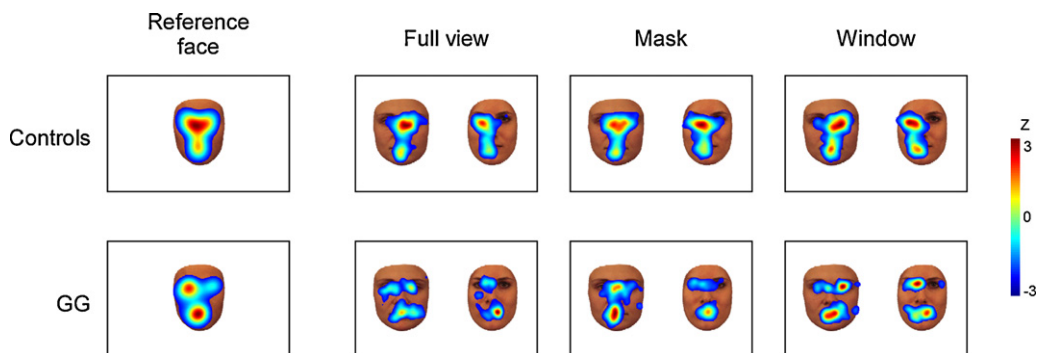 Reference
face
Full view
Mask
Window
Controls
Z
3
0
-3
GG